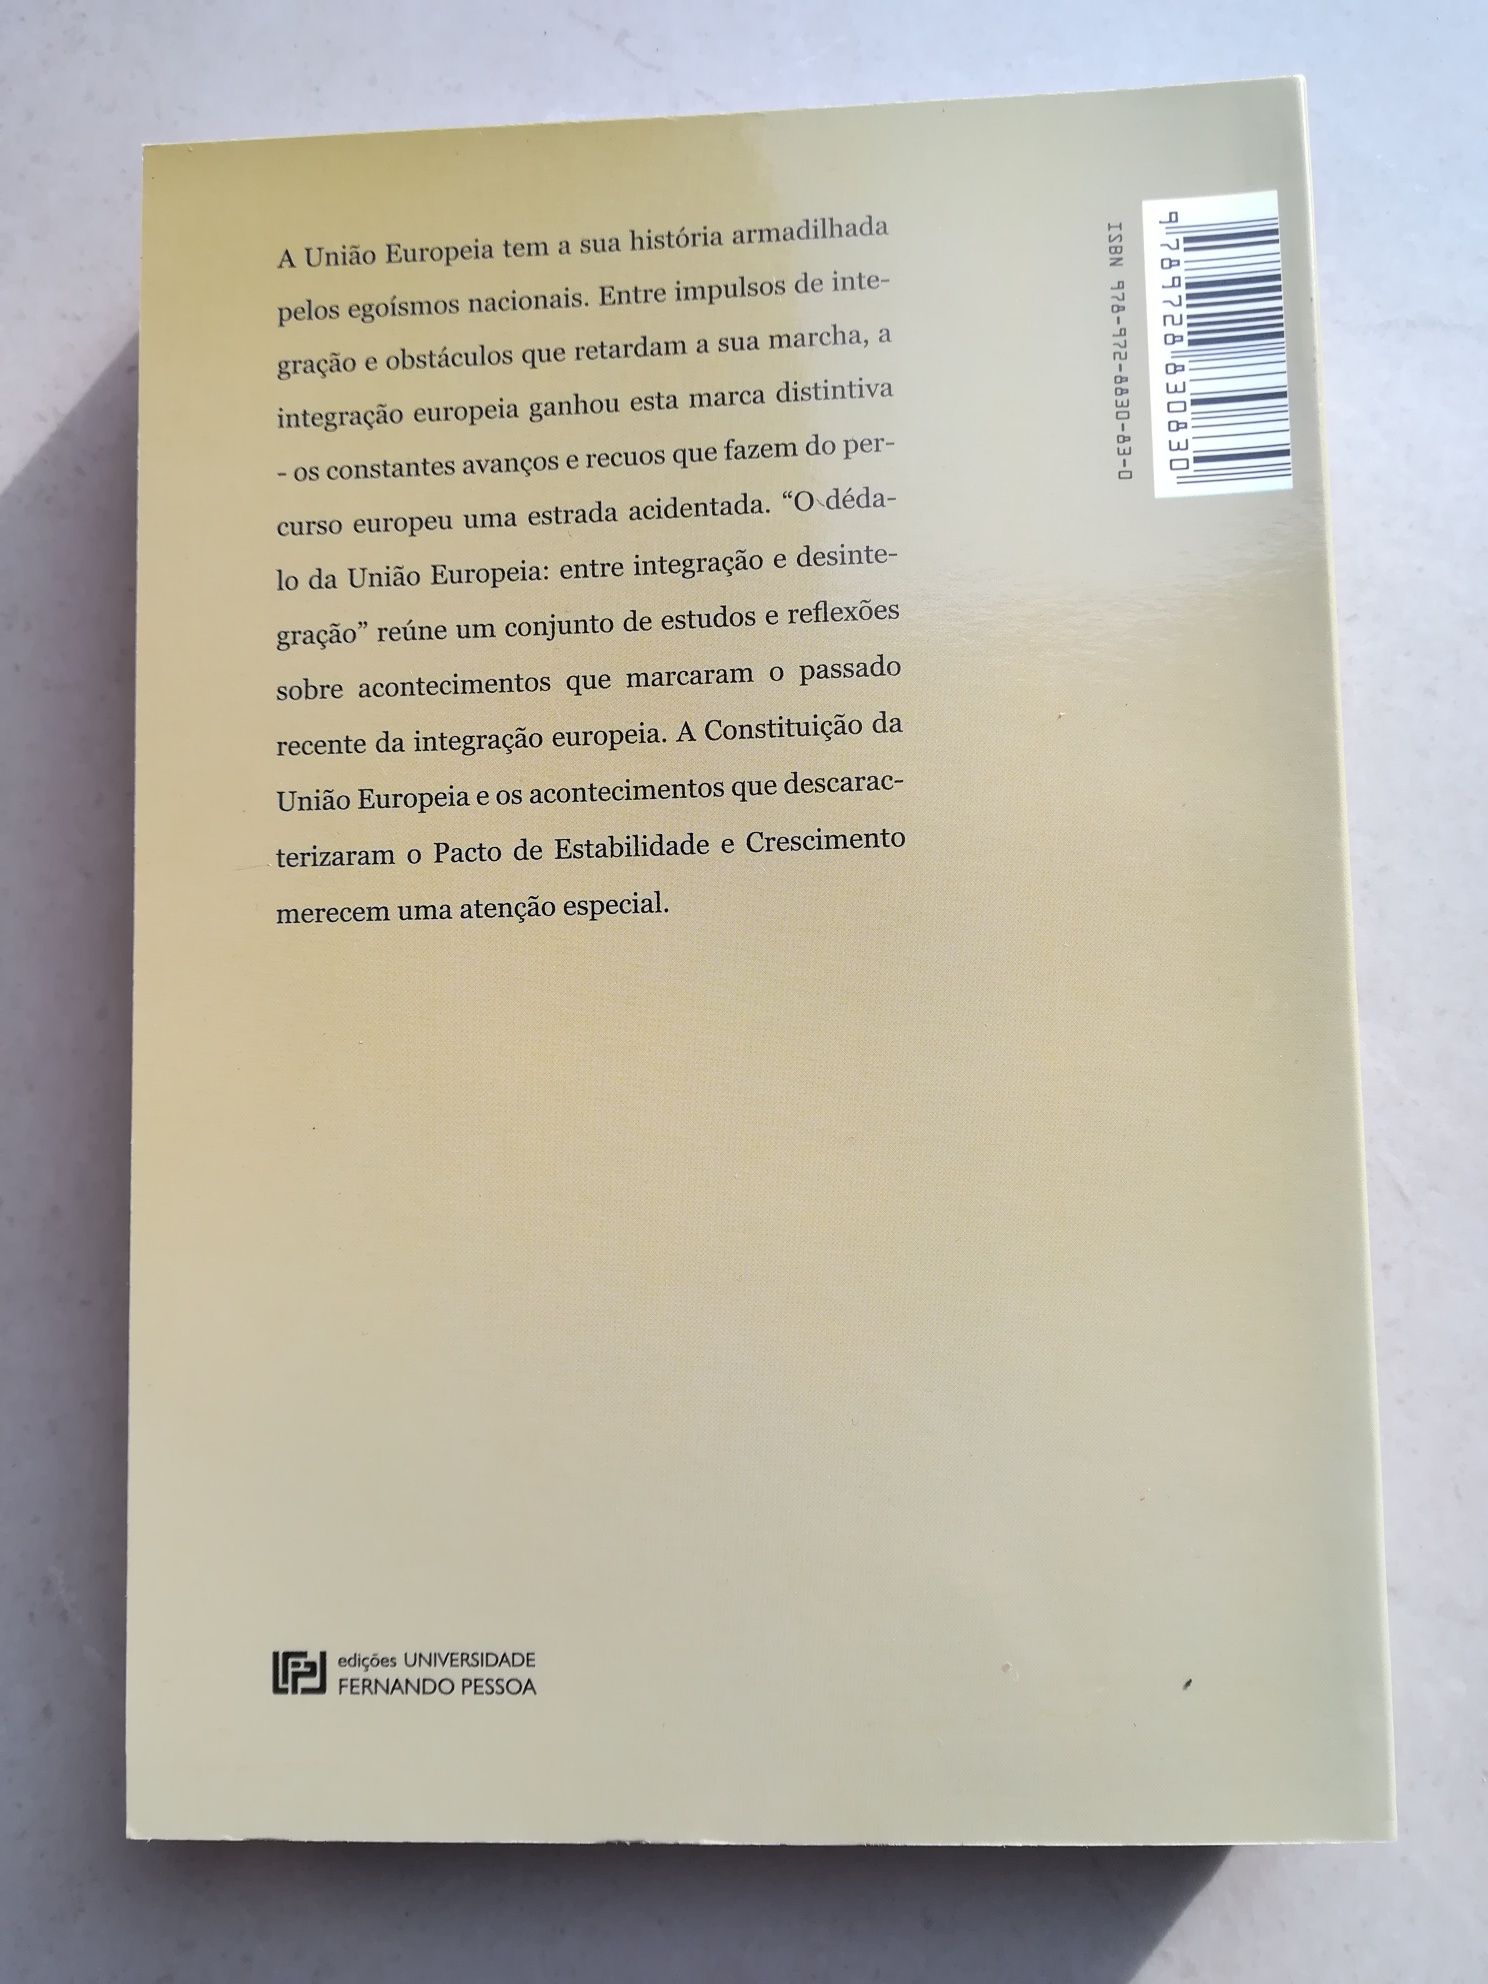 A União Europeia tem a sua história armadilhada
pelos egoísmos nacionais. Entre impulsos de inte-
gração e obstáculos que retardam a sua marcha, a
integração europeia ganhou esta marca distintiva
- os constantes avanços e recuos que fazem do per-
curso europeu uma estrada acidentada. “O déda-
lo da União Europeia: entre integração e desinte-
gração” reúne um conjunto de estudos e reflexões
sobre acontecimentos que marcaram o passado
recente da integração europeia. A Constituição da
União Europeia e os acontecimentos que descarac-
terizaram o Pacto de Estabilidade e Crescimento
merecem uma atenção especial.
ISBN 978-972-8830-83-0
9 789728 830830
edições UNIVERSIDADE
FERNANDO PESSOA